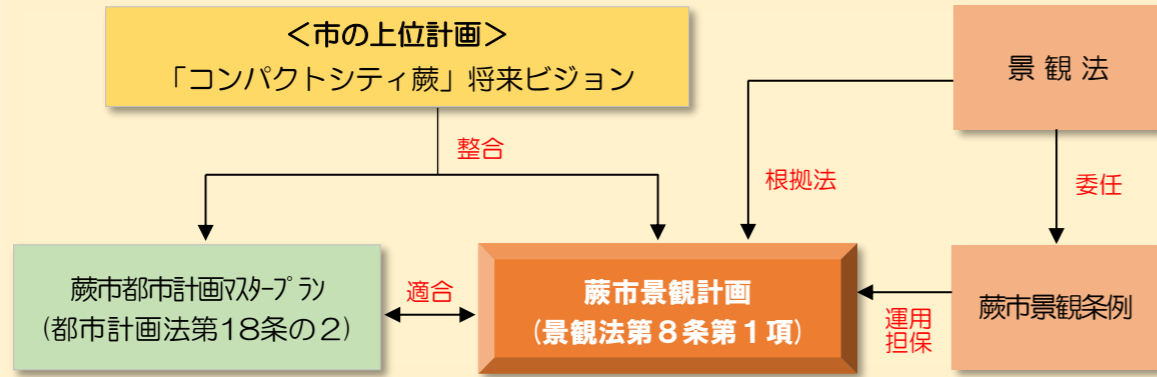 ＜市の上位計画＞
「コンパクトシティ蕨」将来ビジョン
景観法
整合
根拠法
委任
蕨市都市計画ﾏｽﾀｰﾌﾟﾗﾝ
(都市計画法第18条の２)
適合
蕨市景観計画
(景観法第８条第１項)
運用
担保
蕨市景観条例